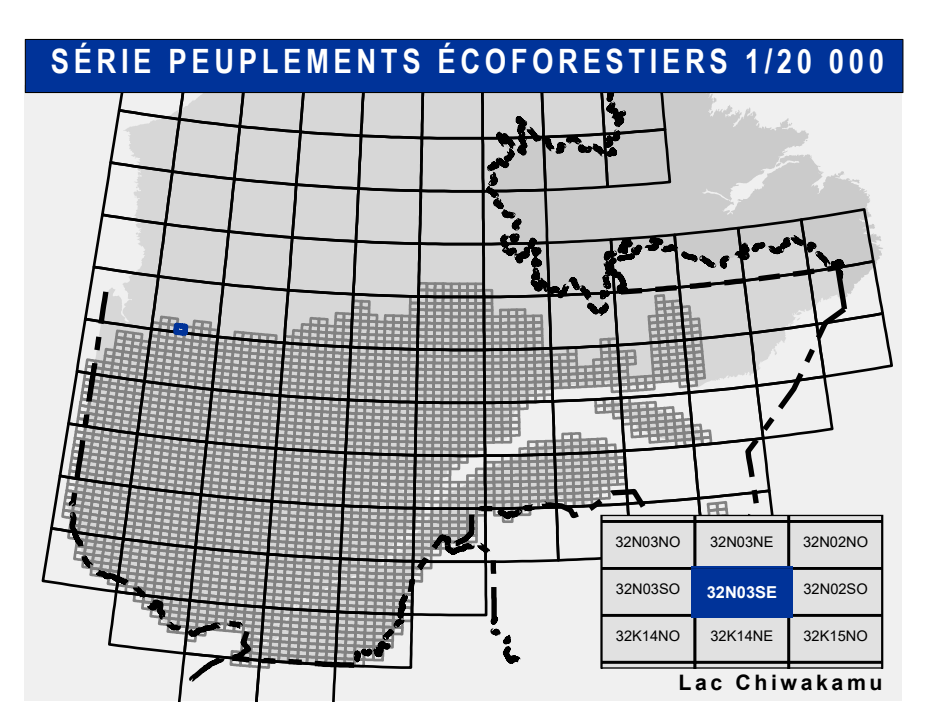 SÉRIE PEUPLEMENTS ÉCOFORESTIERS 1/20 000
32N03NO 32N03NE 32N02NO
32N03SO 32N03SE 32N02SO
32K14NO 32K14NE 32K15NO
Lac Chiwakamu